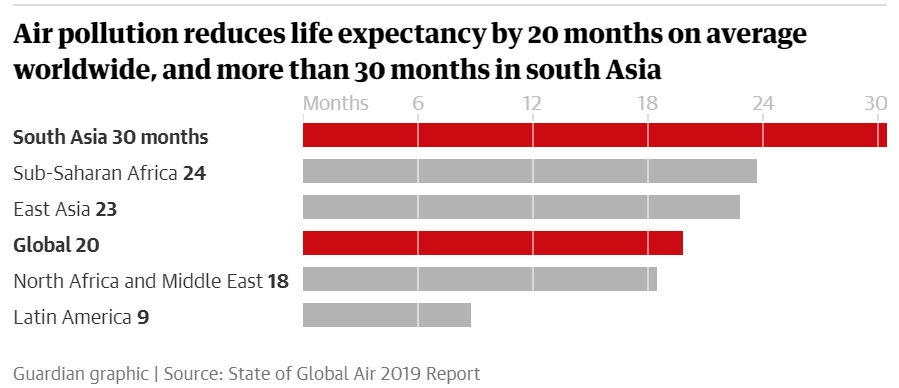 Air pollution reduces life expectancy by 20 months on average
worldwide, and more than 30 months in south Asia
Months 6 12 18 24 30
South Asia 30 months
Sub-Saharan Africa 24
East Asia 23
Global 20
North Africa and Middle East 18
Latin America 9
Guardian graphic | Source: State of Global Air 2019 Report